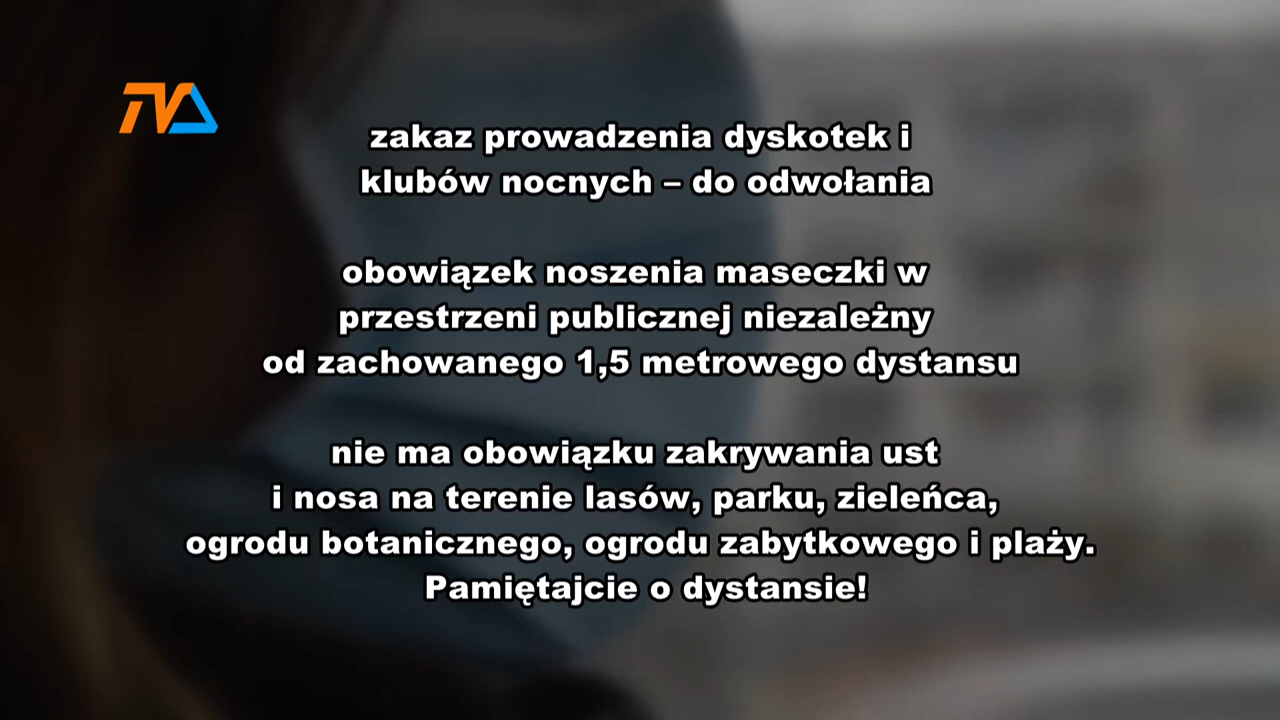 TVA
zakaz prowadzenia dyskotek i
klubów nocnych – do odwołania
obowiązek noszenia maseczki w
przestrzeni publicznej niezależny
od zachowanego 1,5 metrowego dystansu
nie ma obowiązku zakrywania ust
i nosa na terenie lasów, parku, zieleńca,
ogrodu botanicznego, ogrodu zabytkowego i plaży.
Pamiętajcie o dystansie!